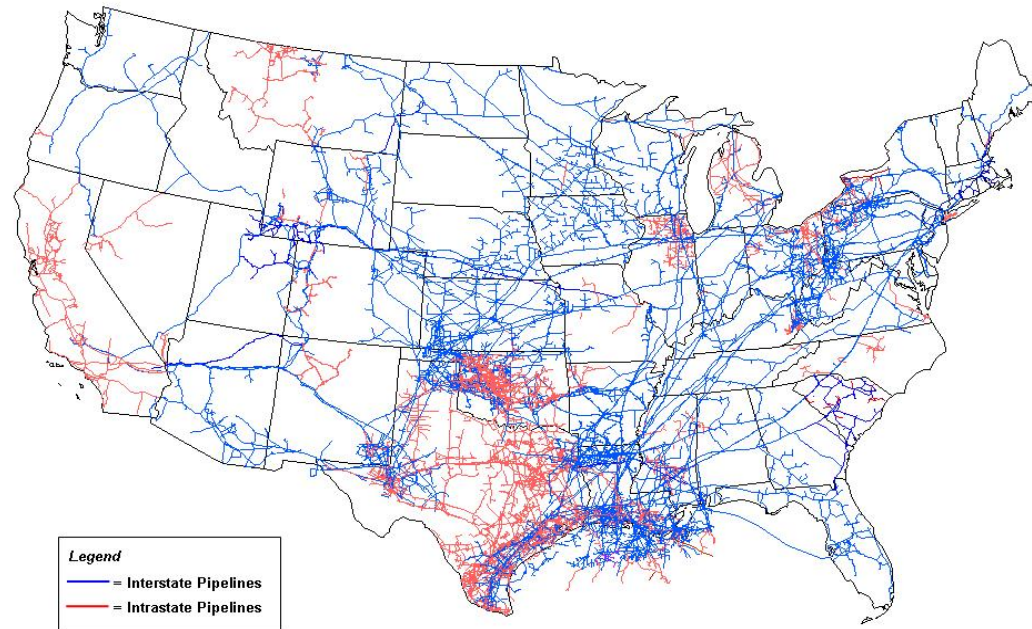 Legend
= Interstate Pipelines
= Intrastate Pipelines